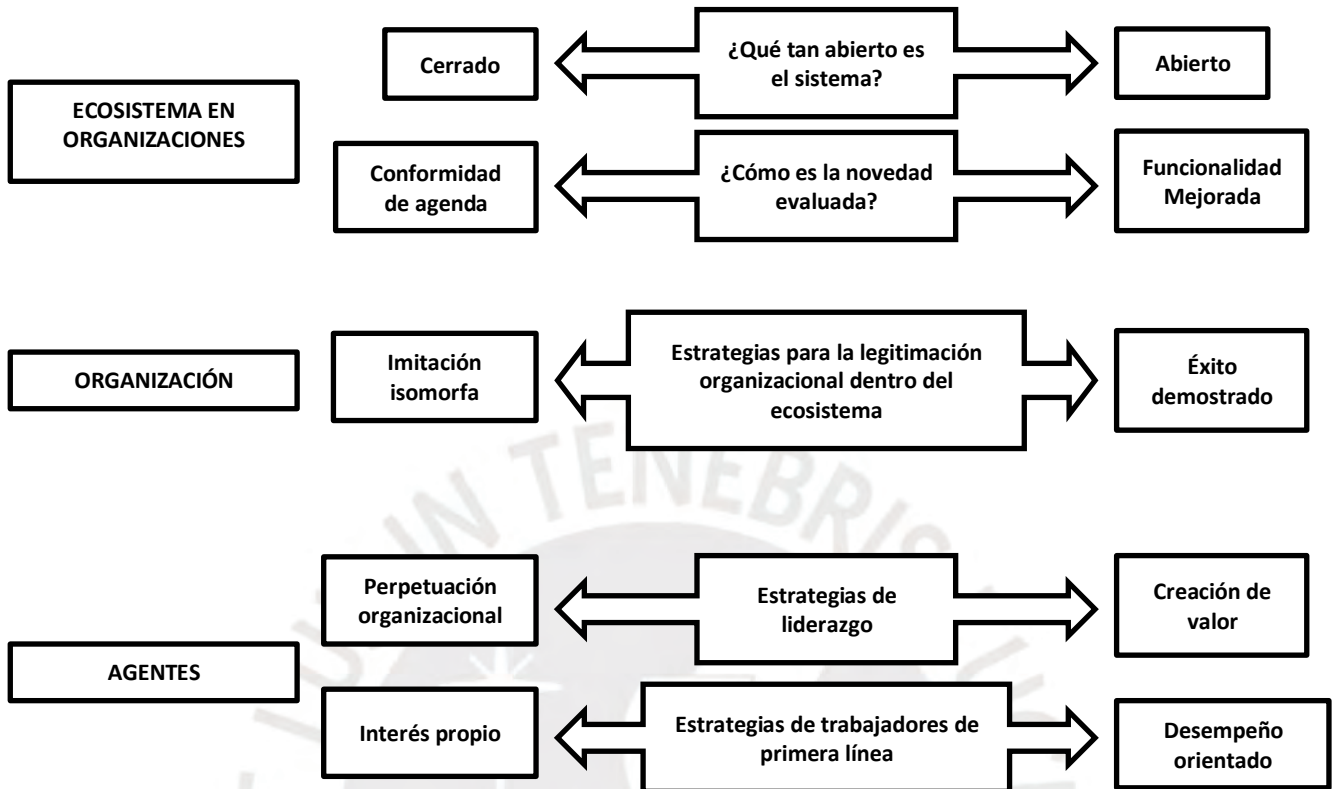 Cerrado
¿Qué tan abierto es
el sistema?
Abierto
ECOSISTEMA EN
ORGANIZACIONES
Conformidad
de agenda
¿Cómo es la novedad
evaluada?
Funcionalidad
Mejorada
ORGANIZACIÓN
Imitación
isomorfa
Estrategias para la legitimación
organizacional dentro del
ecosistema
Éxito
demostrado
AGENTES
Perpetuación
organizacional
Estrategias de
liderazgo
Creación de
valor
Interés propio
Estrategias de trabajadores de
primera línea
Desempeño
orientado
IN TENEBRIS